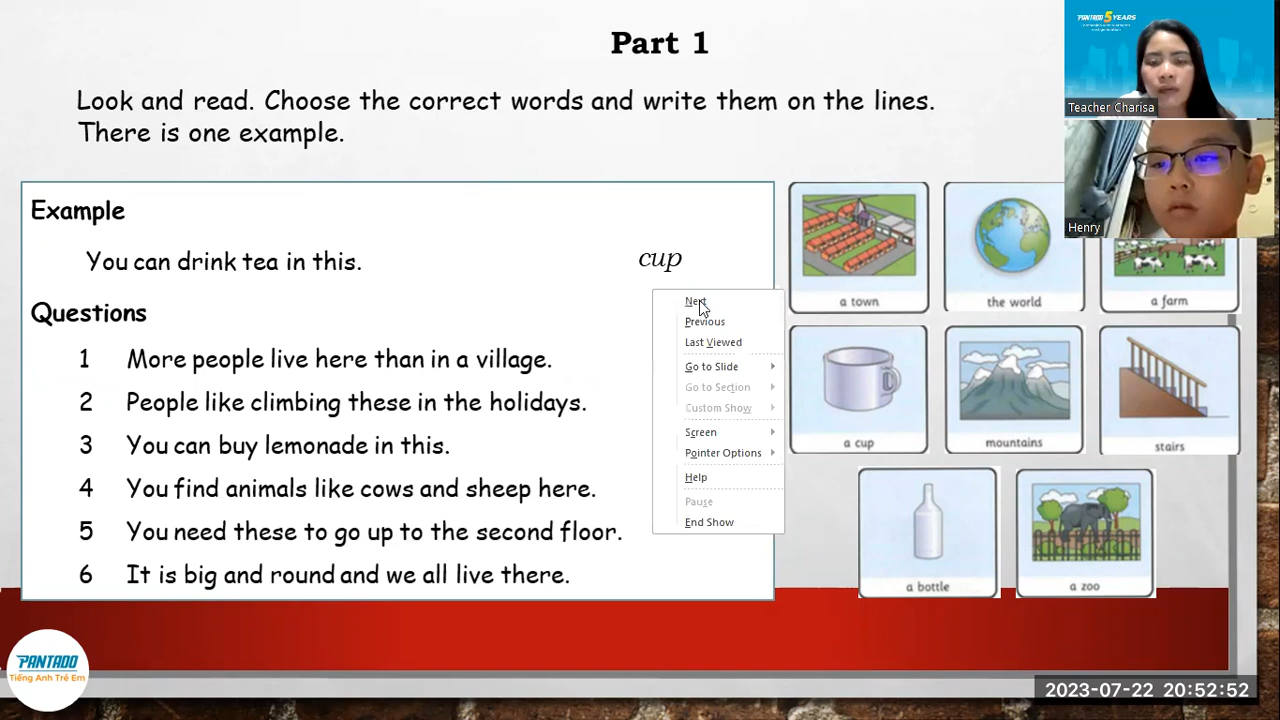 Part 1
Look and read. Choose the correct words and write them on the lines.
There is one example.
Example
You can drink tea in this.
cup
Questions
1 More people live here than in a village.
2 People like climbing these in the holidays.
3 You can buy lemonade in this.
4 You find animals like cows and sheep here.
5 You need these to go up to the second floor.
6 It is big and round and we all live there.
Next
Previous
Last Viewed
Go to Slide
Go to Section
Custom Show
Screen
Pointer Options
Help
Pause
End Show
a town
the world
a farm
a cup
mountains
stairs
a bottle
a zoo
PANTADO 5 YEARS
Teacher Charisa
Henry
PANTADO
Tiếng Anh Trẻ Em
2023-07-22 20:52:52